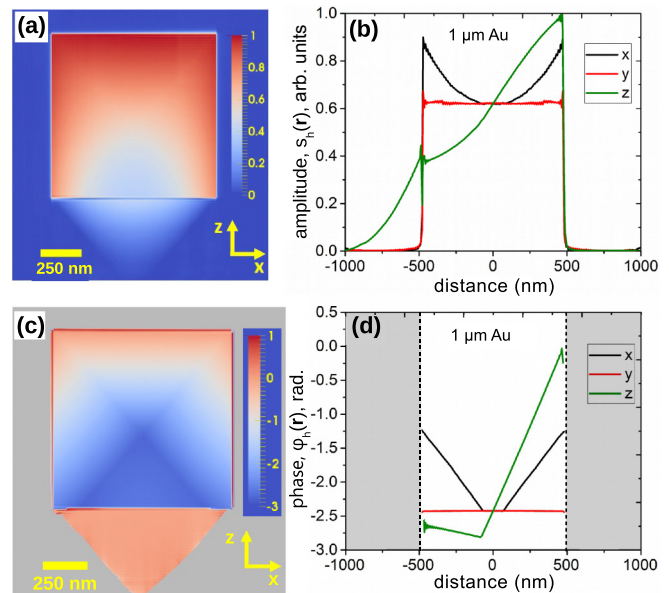 (a)
1
0.8
0.6
0.4
0.2
0
z
x
250 nm
(b)
1 µm Au
x
y
z
amplitude, sₕ(r), arb. units
1.0
0.8
0.6
0.4
0.2
0.0
-1000 -500 0 500 1000
distance (nm)
(c)
1
0
-1
-2
-3
z
x
250 nm
(d)
1 µm Au
x
y
z
phase, φₕ(r), rad.
0.5
0.0
-0.5
-1.0
-1.5
-2.0
-2.5
-3.0
-1000 -500 0 500 1000
distance (nm)